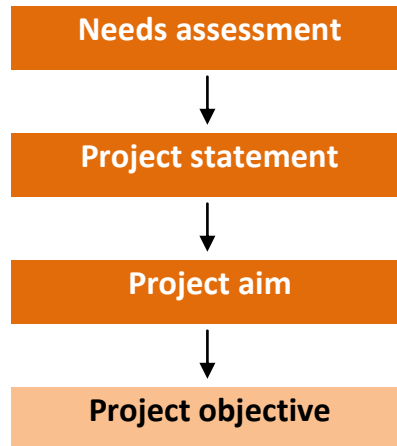 Needs assessment
Project statement
Project aim
Project objective